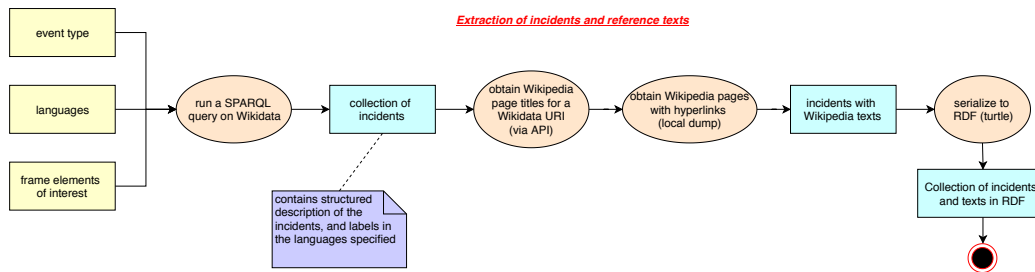 Extraction of incidents and reference texts
event type
languages
frame elements
of interest
run a SPARQL
query on Wikidata
collection of
incidents
contains structured
description of the
incidents, and labels in
the languages specified
obtain Wikipedia
page titles for a
Wikidata URI
(via API)
obtain Wikipedia pages
with hyperlinks
(local dump)
incidents with
Wikipedia texts
serialize to
RDF (turtle)
Collection of incidents
and texts in RDF